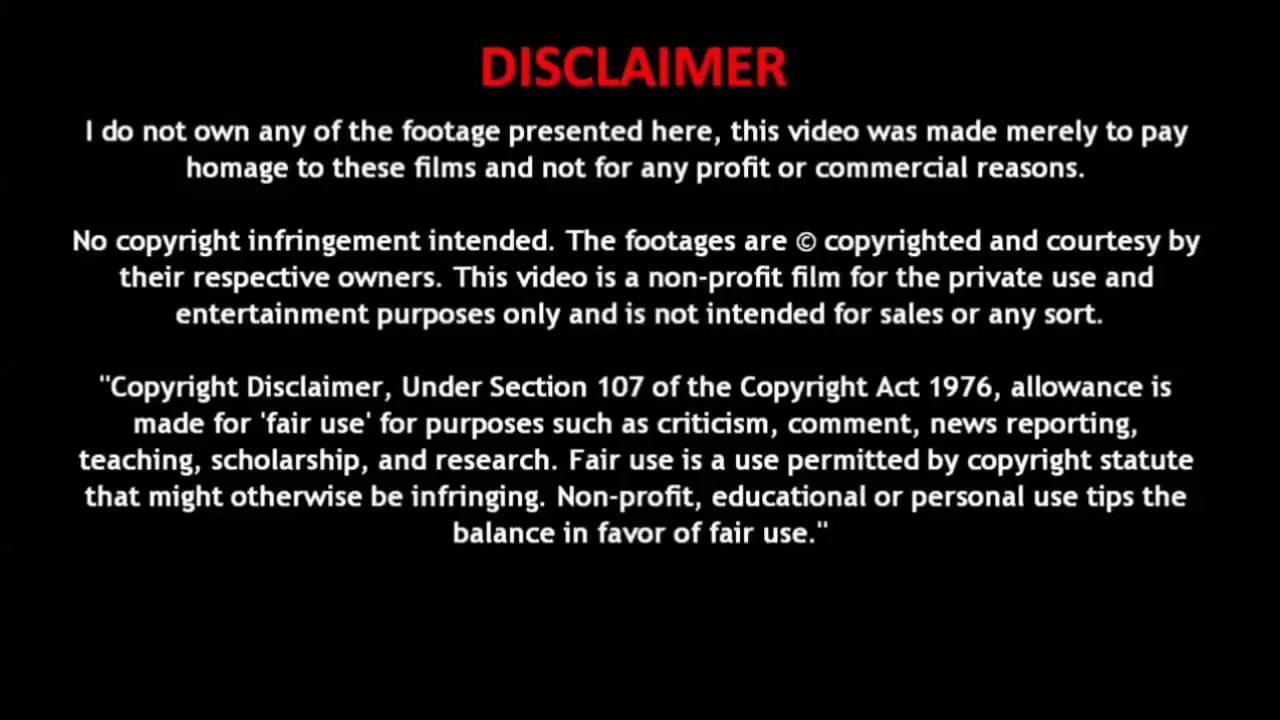 DISCLAIMER
I do not own any of the footage presented here, this video was made merely to pay
homage to these films and not for any profit or commercial reasons.
No copyright infringement intended. The footages are © copyrighted and courtesy by
their respective owners. This video is a non-profit film for the private use and
entertainment purposes only and is not intended for sales or any sort.
"Copyright Disclaimer, Under Section 107 of the Copyright Act 1976, allowance is
made for 'fair use' for purposes such as criticism, comment, news reporting,
teaching, scholarship, and research. Fair use is a use permitted by copyright statute
that might otherwise be infringing. Non-profit, educational or personal use tips the
balance in favor of fair use."